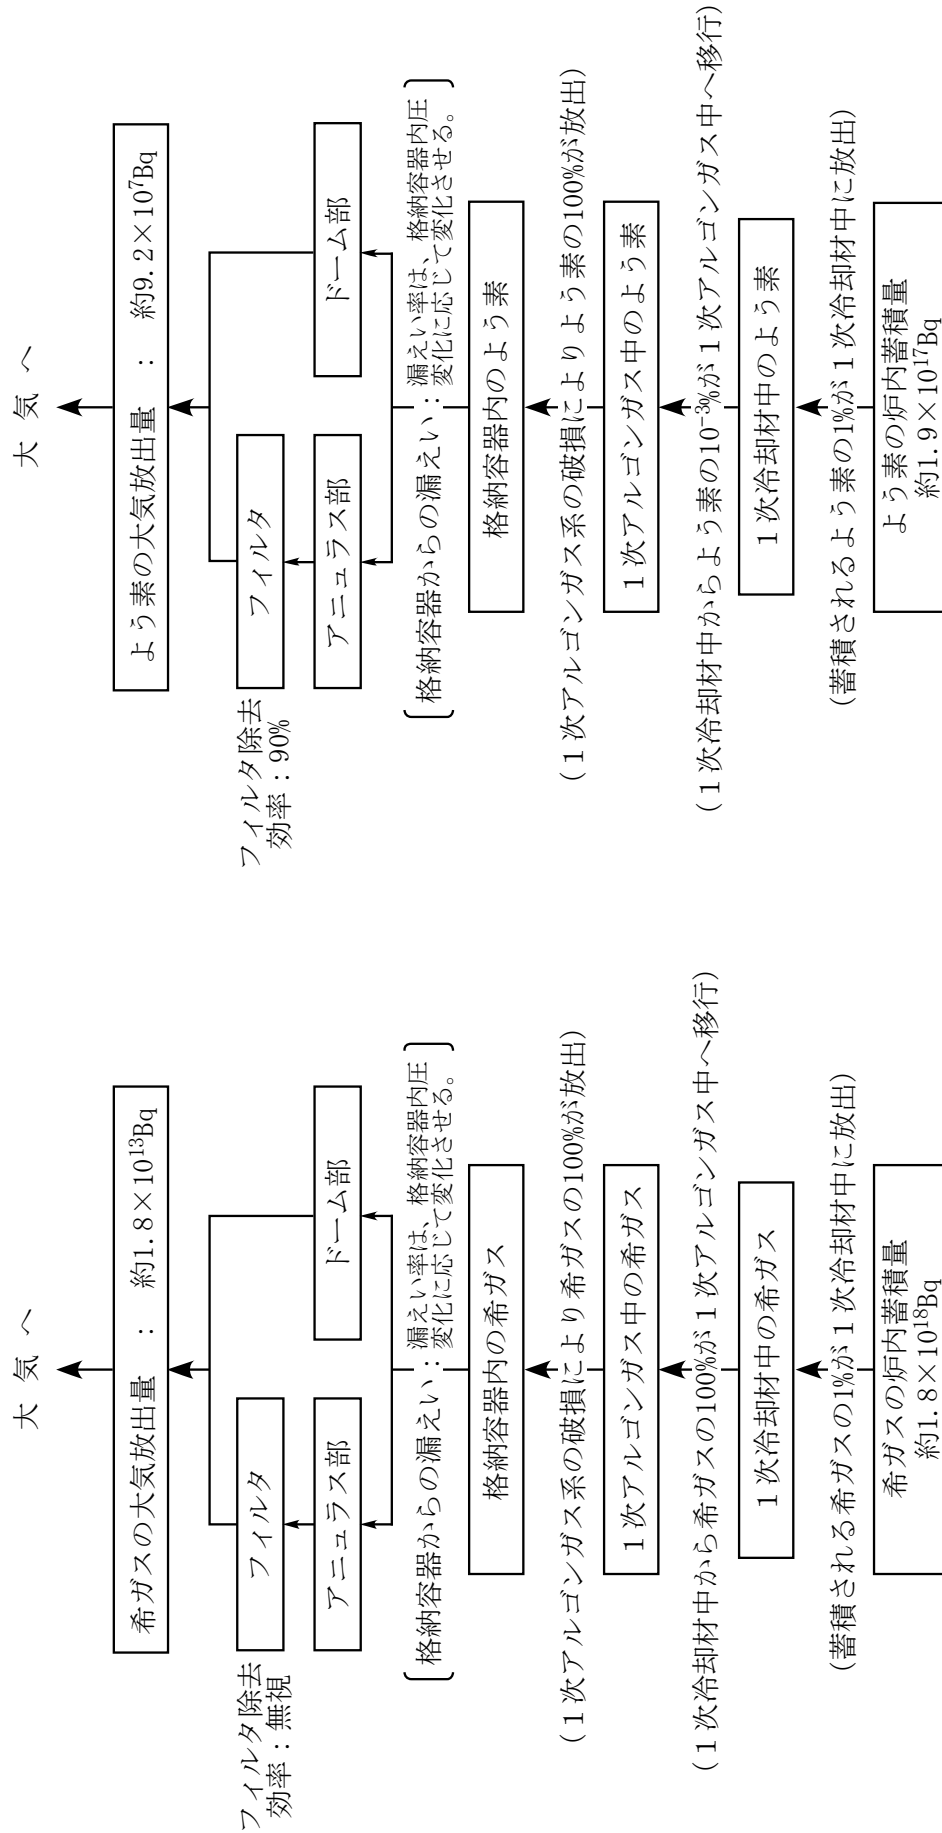 大 気 へ
希ガスの大気放出量 : 約1.8×10¹³Bq
フィルタ除去
効率:無視
フィルタ
アニュラス部
ドーム部
格納容器からの漏えい:
漏えい率は、格納容器内圧
変化に応じて変化させる。
格納容器内の希ガス
(1次アルゴンガス系の破損により希ガスの100%が放出)
1次アルゴンガス中の希ガス
(1次冷却材中から希ガスの100%が1次アルゴンガス中へ移行)
1次冷却材中の希ガス
(蓄積される希ガスの1%が1次冷却材中に放出)
希ガスの炉内蓄積量
約1.8×10¹⁸Bq
大 気 へ
よう素の大気放出量 : 約9.2×10⁷Bq
フィルタ除去
効率:90%
フィルタ
アニュラス部
ドーム部
格納容器からの漏えい:
漏えい率は、格納容器内圧
変化に応じて変化させる。
格納容器内のよう素
(1次アルゴンガス系の破損によりよう素の100%が放出)
1次アルゴンガス中のよう素
(1次冷却材中からよう素の10⁻³%が1次アルゴンガス中へ移行)
1次冷却材中のよう素
(蓄積されるよう素の1%が1次冷却材中に放出)
よう素の炉内蓄積量
約1.9×10¹⁷Bq